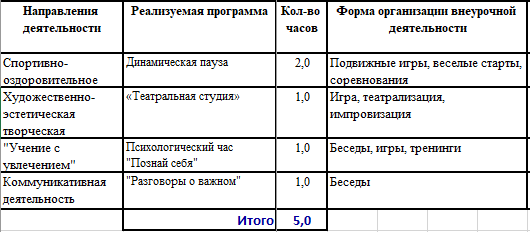 Направления деятельности | Реализуемая программа | Кол-во часов | Форма организации внеурочной деятельности
Спортивно-оздоровительное | Динамическая пауза | 2,0 | Подвижные игры, веселые старты, соревнования
Художественно-эстетическая творческая | «Театральная студия» | 1,0 | Игра, театрализация, импровизация
"Учение с увлечением" | Психологический час "Познай себя" | 1,0 | Беседы, игры, тренинги
Коммуникативная деятельность | "Разговоры о важном" | 1,0 | Беседы
Итого | 5,0